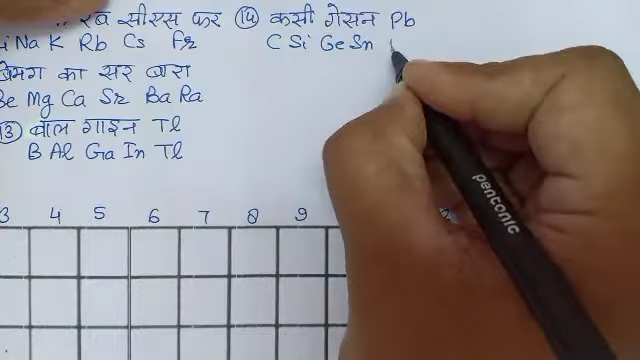 रब सीएस फर (14) कसी गेसन Pb
Na K Rb Cs Fr C Si Ge Sn
बेमग का सर बारा
Be Mg Ca Sr Ba Ra
13 बाल गाइन Tl
B Al Ga In Tl
3 4 5 6 7 8 9
pentonic